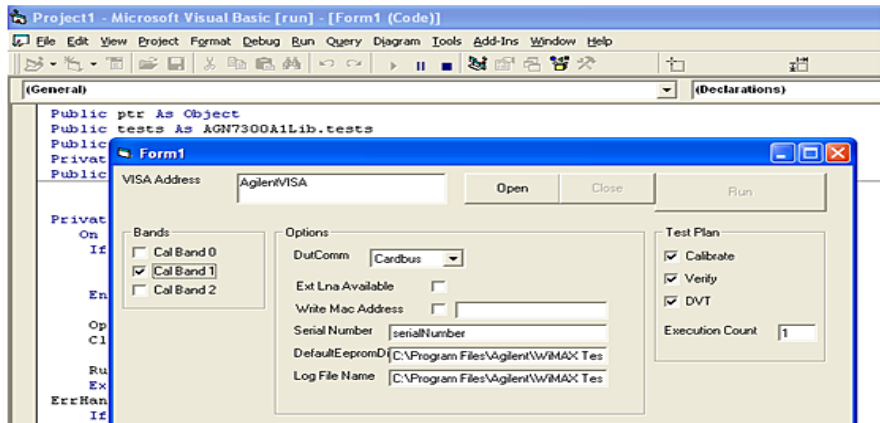 Project1 - Microsoft Visual Basic [run] - [Form1 (Code)]
File Edit View Project Format Debug Run Query Diagram Tools Add-Ins Window Help
(General) (Declarations)
Public ptr As Object
Public tests As AGN7300A1Lib.tests
Public
Privat
Public
Privat
On
If
En
Op
Cl
Ru
Ex
ErrHan
If
Form1
VISA Address AgilentVISA Open Close Run
Bands
Cal Band 0
Cal Band 1
Cal Band 2
Options
DutComm Cardbus
Ext Lna Available
Write Mac Address
Serial Number serialNumber
DefaultEepromDi C:\Program Files\Agilent\WiMAX Tes
Log File Name C:\Program Files\Agilent\WiMAX Tes
Test Plan
Calibrate
Verify
DVT
Execution Count 1